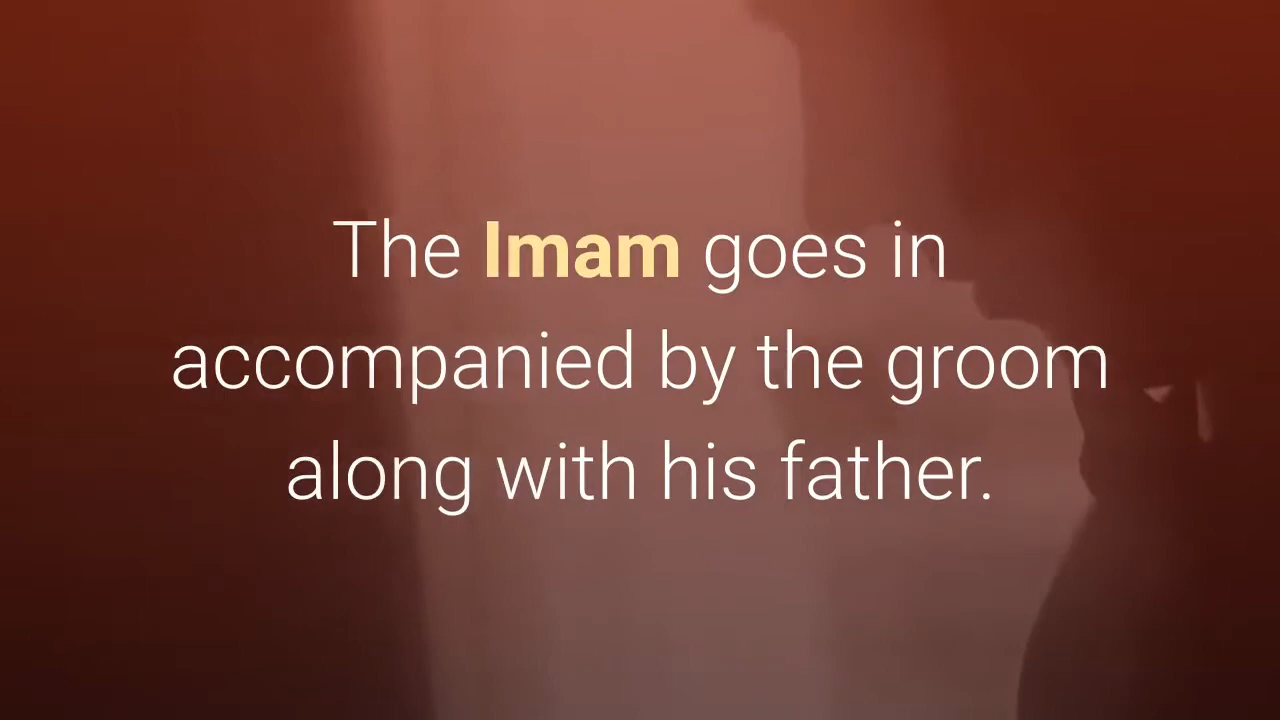 The Imam goes in
accompanied by the groom
along with his father.